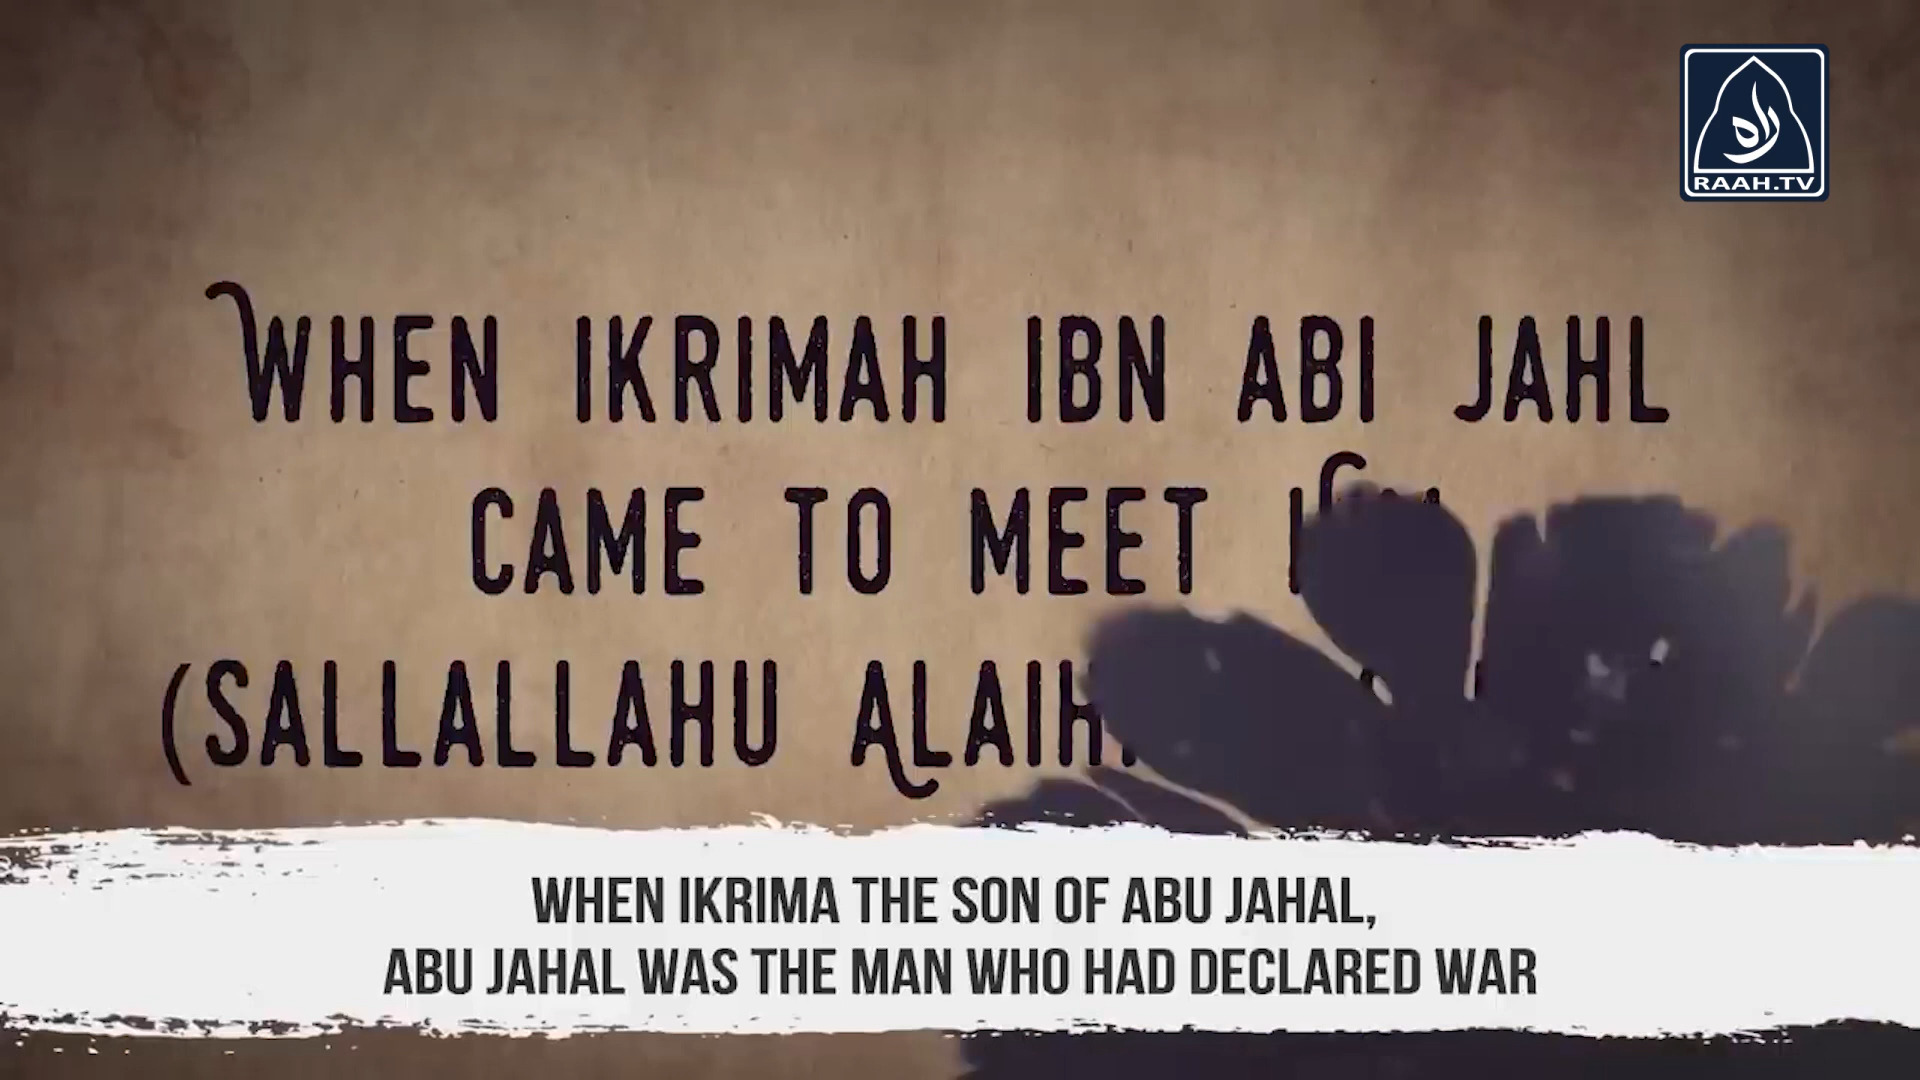 راه
RAAH.TV
WHEN IKRIMAH IBN ABI JAHL
CAME TO MEET
(SALLALLAHU
WHEN IKRIMA THE SON OF ABU JAHAL,
ABU JAHAL WAS THE MAN WHO HAD DECLARED WAR